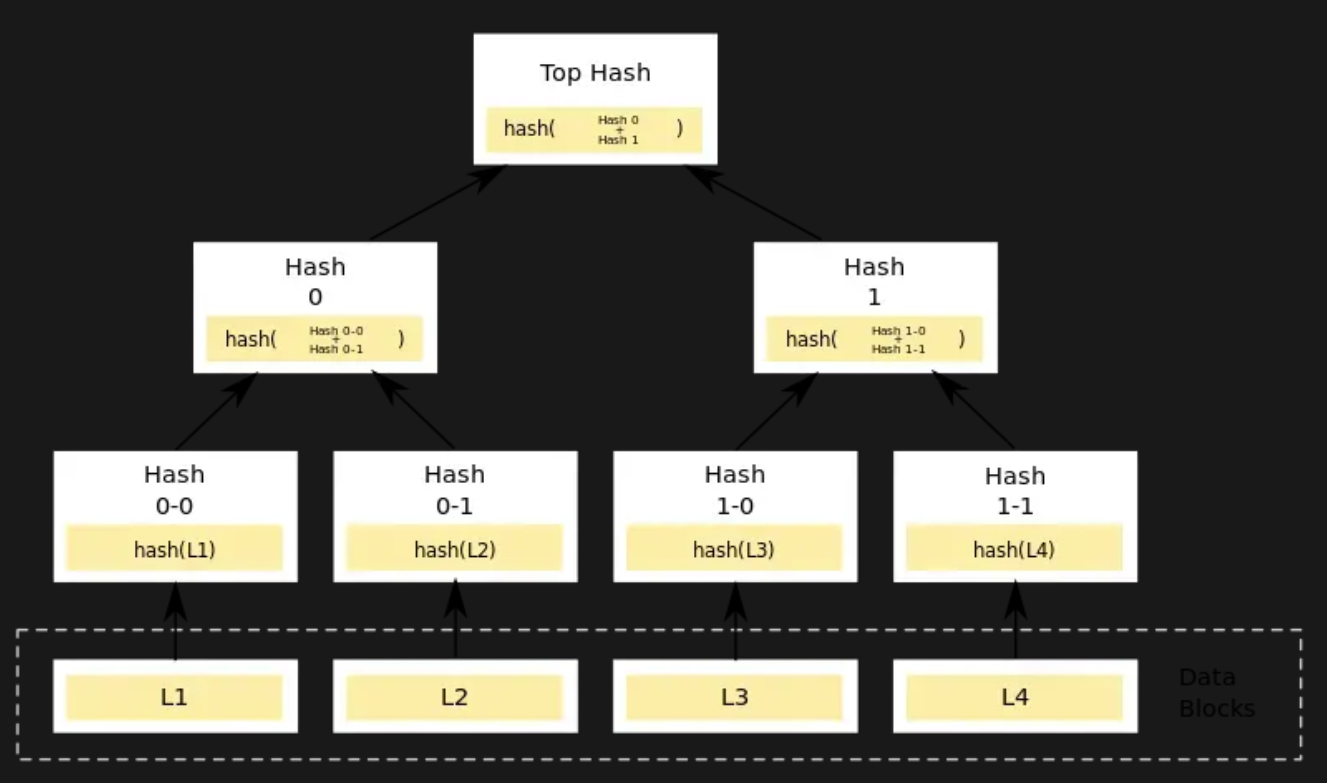 Top Hash
hash( Hash 0 + Hash 1 )
Hash
0
hash( Hash 0-0 + Hash 0-1 )
Hash
1
hash( Hash 1-0 + Hash 1-1 )
Hash
0-0
hash(L1)
Hash
0-1
hash(L2)
Hash
1-0
hash(L3)
Hash
1-1
hash(L4)
L1
L2
L3
L4
Data
Blocks